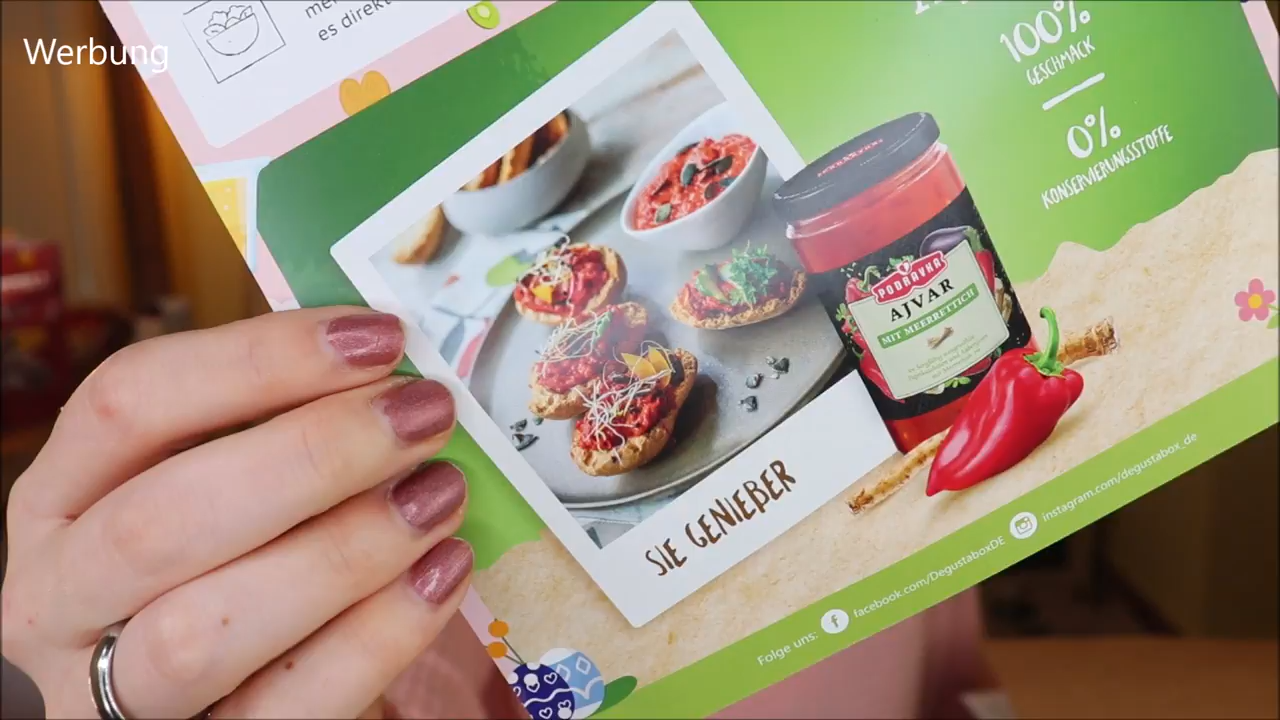 Werbung
es direkt
100%
GESCHMACK
0%
KONSERVIERUNGSSTOFFE
PODRAVKA
AJVAR
MIT MEERRETTICH
SIE GENIEßER
Folge uns: facebook.com/DegustaboxDE instagram.com/degustabox_de